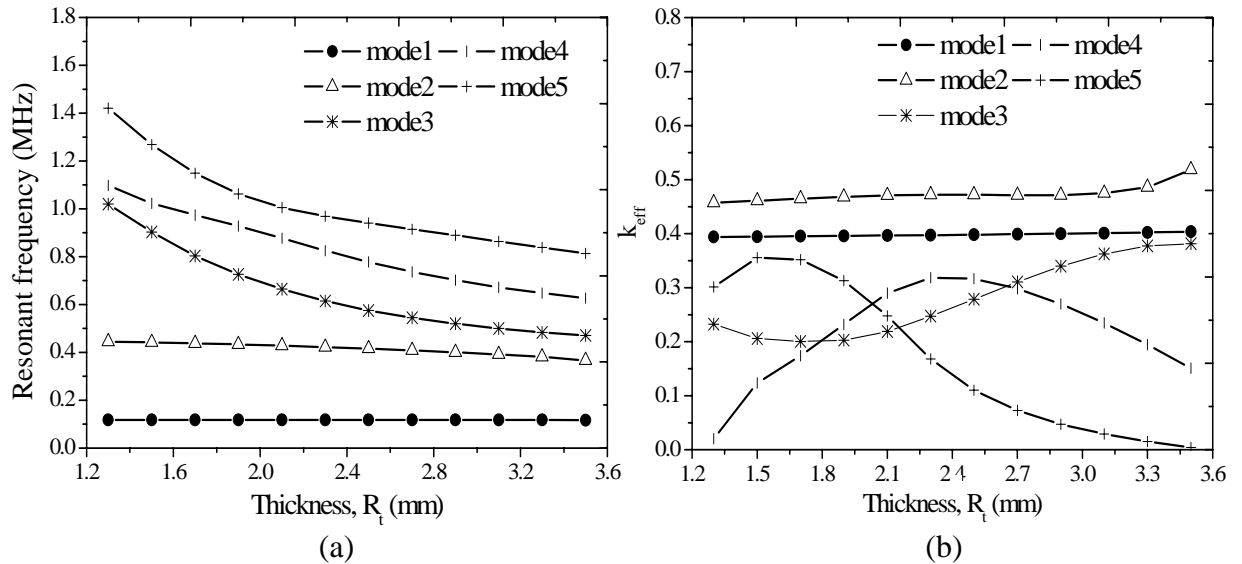 1.8
1.6
1.4
1.2
1.0
0.8
0.6
0.4
0.2
0.0
Resonant frequency (MHz)
mode1
mode4
mode2
mode5
mode3
1.2
1.6
2.0
2.4
2.8
3.2
3.6
Thickness, Rt (mm)
(a)
0.8
0.7
0.6
0.5
0.4
0.3
0.2
0.1
0.0
keff
mode1
mode4
mode2
mode5
mode3
1.2
1.5
1.8
2.1
2.4
2.7
3.0
3.3
3.6
Thickness, Rt (mm)
(b)